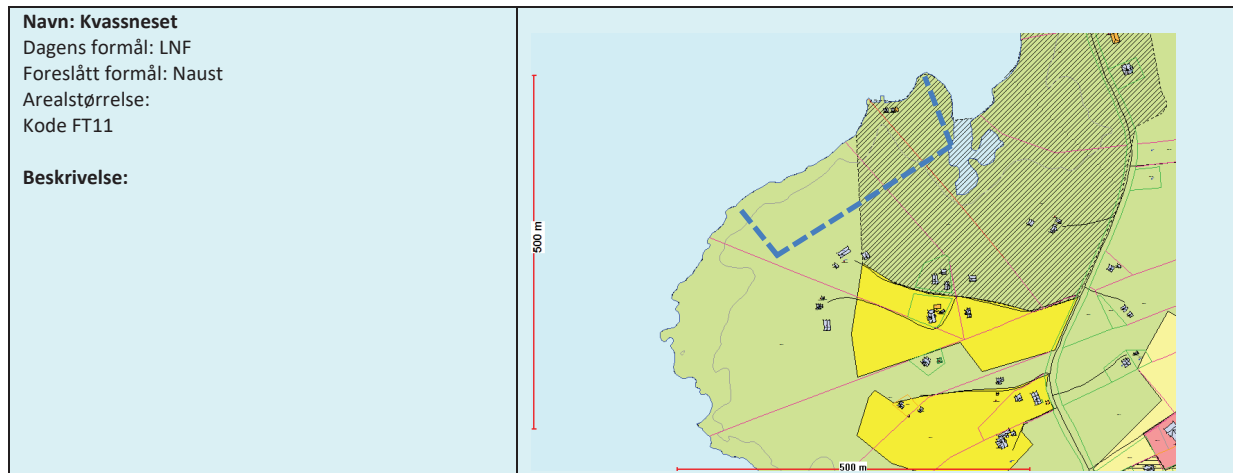 Navn: Kvassneset
Dagens formål: LNF
Foreslått formål: Naust
Arealstørrelse:
Kode FT11
Beskrivelse:
500 m
500 m